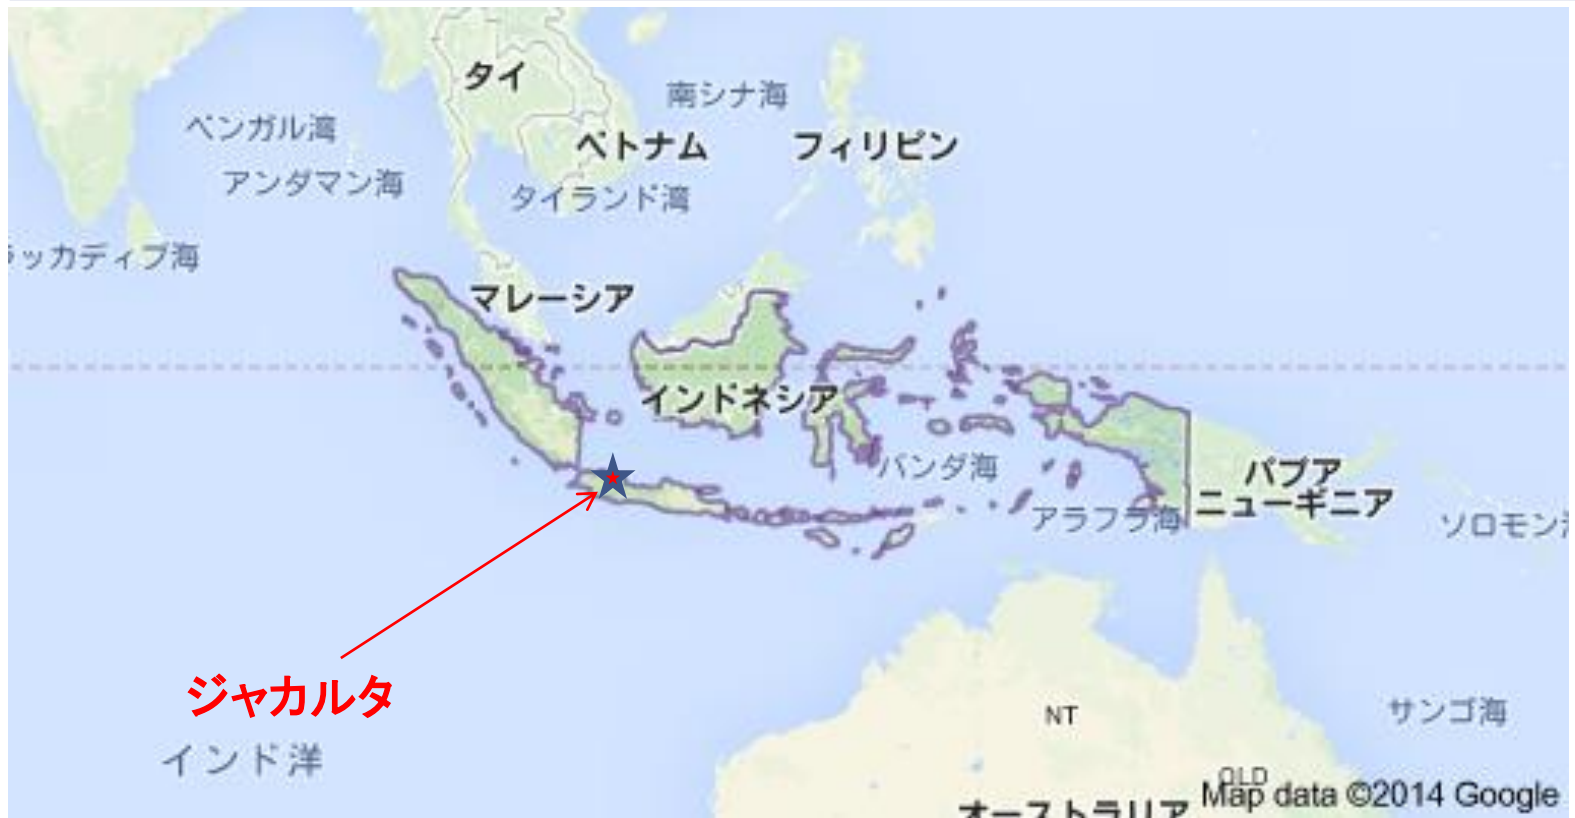 タイ
南シナ海
ベンガル湾
ベトナム
フィリピン
アンダマン海
タイランド湾
ラッカディブ海
マレーシア
インドネシア
バンダ海
パプア
ニューギニア
アラフラ海
ソロモン海
ジャカルタ
インド洋
NT
サンゴ海
QLD
オーストラリア
Map data ©2014 Google